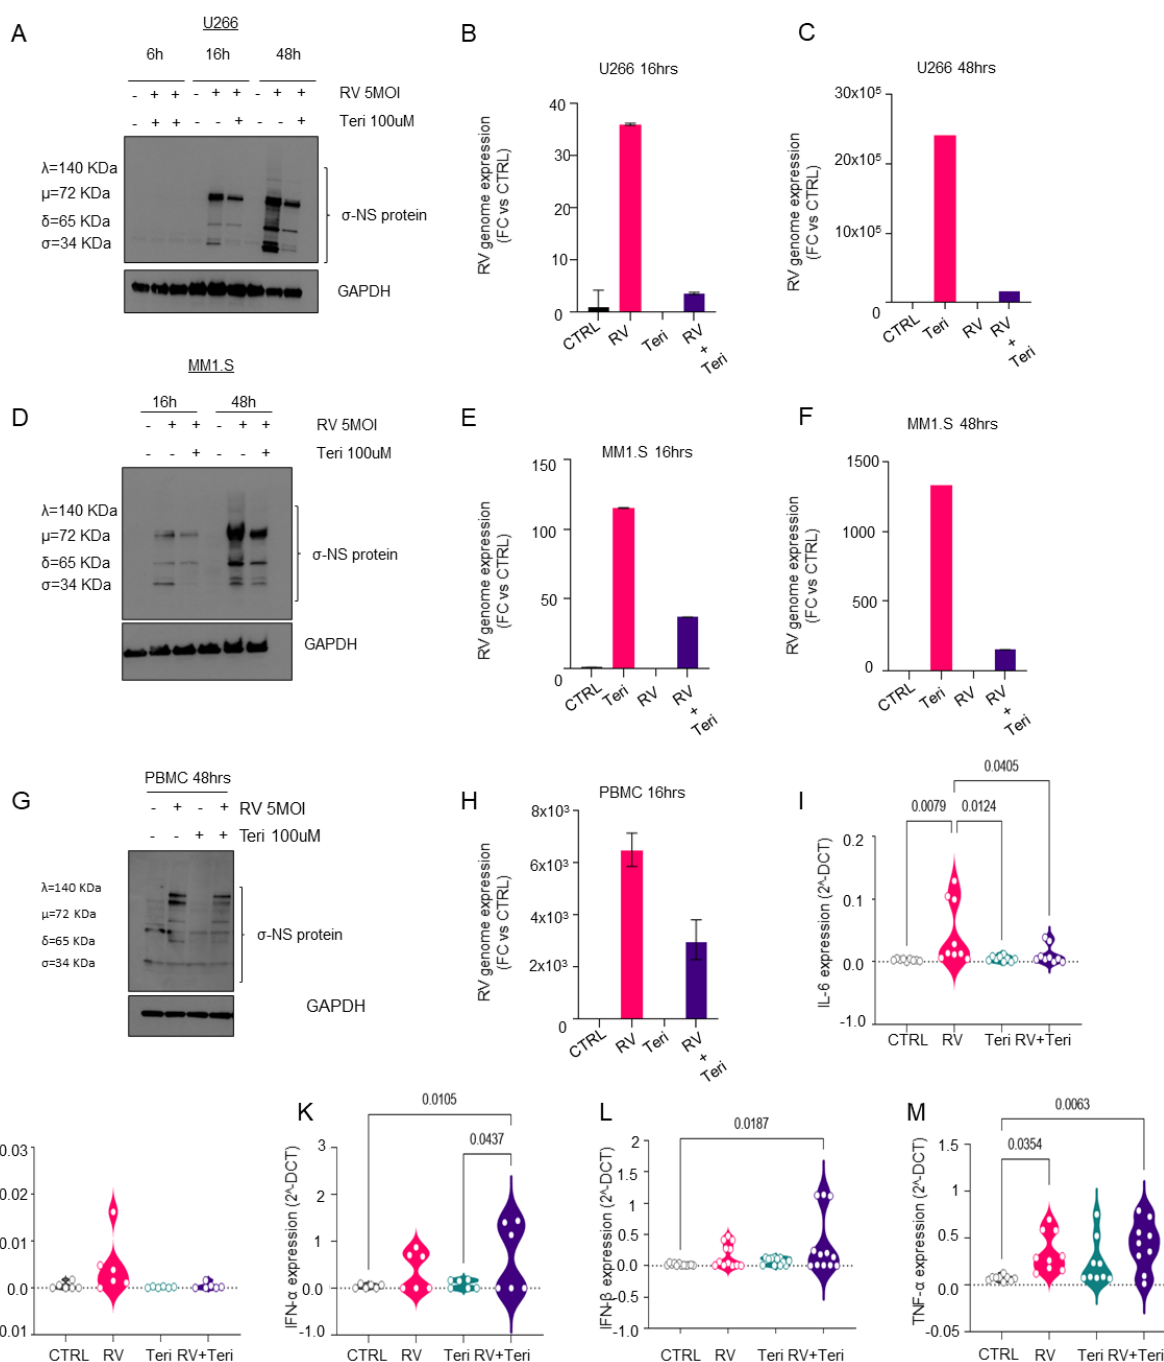 A
U266
6h 16h 48h
- + + - + + - + + RV 5MOI
+ + - - + - - + Teri 100uM
λ=140 KDa
μ=72 KDa
δ=65 KDa
σ=34 KDa
σ-NS protein
GAPDH
B
U266 16hrs
RV genome expression
(FC vs CTRL)
40
30
20
10
0
CTRL RV Teri RV
+
Teri
C
U266 48hrs
RV genome expression
(FC vs CTRL)
30x10⁵
20x10⁵
10x10⁵
0
CTRL Teri RV RV
+
Teri
D
MM1.S
16h 48h
- + + - + + RV 5MOI
- - + - - + Teri 100uM
λ=140 KDa
μ=72 KDa
δ=65 KDa
σ=34 KDa
σ-NS protein
GAPDH
E
MM1.S 16hrs
RV genome expression
(FC vs CTRL)
150
100
50
0
CTRL Teri RV RV
+
Teri
F
MM1.S 48hrs
RV genome expression
(FC vs CTRL)
1500
1000
500
0
CTRL Teri RV RV
+
Teri
G
PBMC 48hrs
- + - + RV 5MOI
- - + + Teri 100uM
λ=140 KDa
μ=72 KDa
δ=65 KDa
σ=34 KDa
σ-NS protein
GAPDH
H
PBMC 16hrs
RV genome expression
(FC vs CTRL)
8x10³
6x10³
4x10³
2x10³
0
CTRL RV Teri RV
+
Teri
I
0.0405
0.0079 0.0124
IL-6 expression (2^-DCT)
0.2
0.1
0.0
-1.0
CTRL RV Teri RV+Teri
0.03
0.02
0.01
0.00
0.01
CTRL RV Teri RV+Teri
K
0.0105
0.0437
IFN-α expression (2^-DCT)
3
2
1
0.0
-1.0
CTRL RV Teri RV+Teri
L
0.0187
IFN-β expression (2^-DCT)
2
1.5
1
0.5
0.0
-0.5
-1.0
CTRL RV Teri RV+Teri
M
0.0063
0.0354
TNF-α expression (2^-DCT)
1.5
1
0.5
0.0
-0.05
CTRL RV Teri RV+Teri